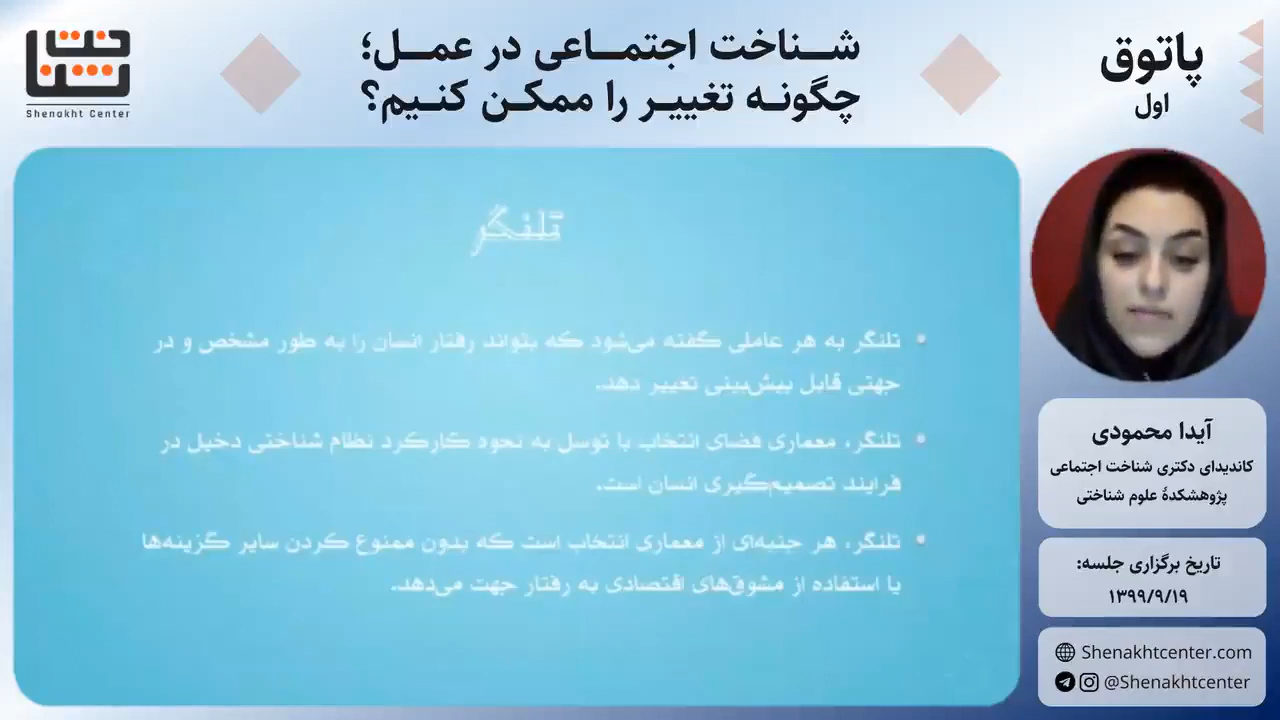 شناخت
Shenakht Center
شناخت اجتماعی در عمل؛
چگونه تغییر را ممکن کنیم؟
پاتوق
اول
تلنگر
• تلنگر به هر عاملی گفته می‌شود که بتواند رفتار انسان را به طور مشخص و در
جهتی قابل پیش‌بینی تغییر دهد.
• تلنگر، معماری فضای انتخاب با توسل به نحوه کارکرد نظام شناختی دخیل در
فرایند تصمیم‌گیری انسان است.
• تلنگر، هر جنبه‌ای از معماری انتخاب است که بدون ممنوع کردن سایر گزینه‌ها
یا استفاده از مشوق‌های اقتصادی به رفتار جهت می‌دهد.
آیدا محمودی
کاندیدای دکتری شناخت اجتماعی
پژوهشکدهٔ علوم شناختی
تاریخ برگزاری جلسه:
۱۳۹۹/۹/۱۹
Shenakhtcenter.com
@Shenakhtcenter